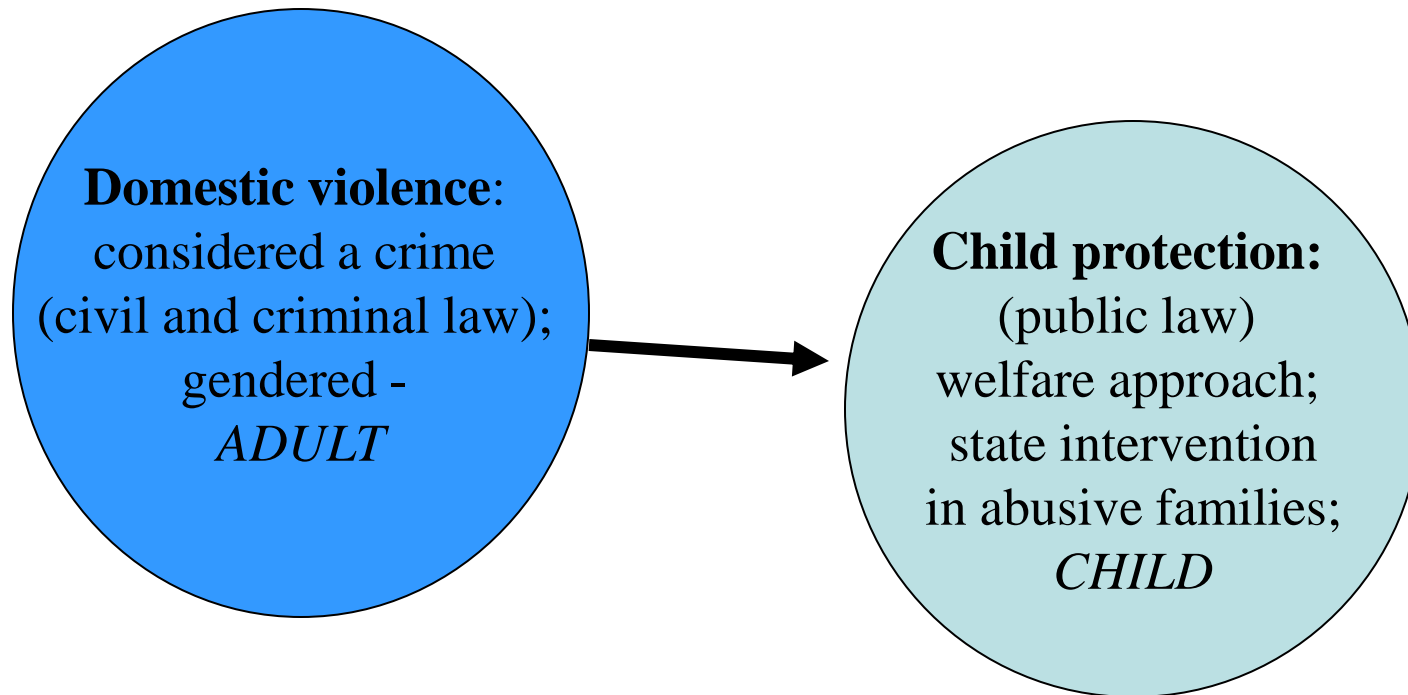 Domestic violence:
considered a crime
(civil and criminal law);
gendered -
ADULT
Child protection:
(public law)
welfare approach;
state intervention
in abusive families;
CHILD